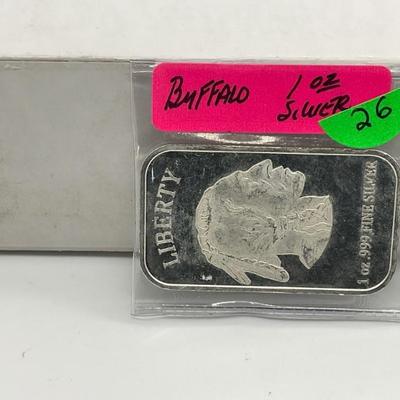 BUFFALO 1 OZ
SILVER
26
LIBERTY
1 oz .999 FINE SILVER